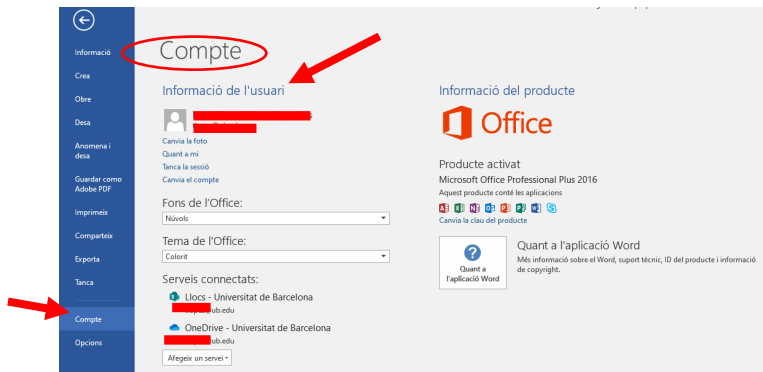 Compte
Informació
Crea
Obre
Desa
Anomena i
desa
Guardar como
Adobe PDF
Imprimeix
Comparteix
Exporta
Tanca
Compte
Opcions
Informació de l'usuari
Canvia la foto
Quant a mi
Tanca la sessió
Canvia el compte
Fons de l'Office:
Núvols
Tema de l'Office:
Colorit
Serveis connectats:
Llocs - Universitat de Barcelona
ub.edu
OneDrive - Universitat de Barcelona
ub.edu
Afegeix un servei
Informació del producte
Office
Producte activat
Microsoft Office Professional Plus 2016
Aquest producte conté les aplicacions
Canvia la clau del producte
Quant a
l'aplicació Word
Quant a l'aplicació Word
Més informació sobre el Word, suport tècnic, ID del producte i informació
de copyright.